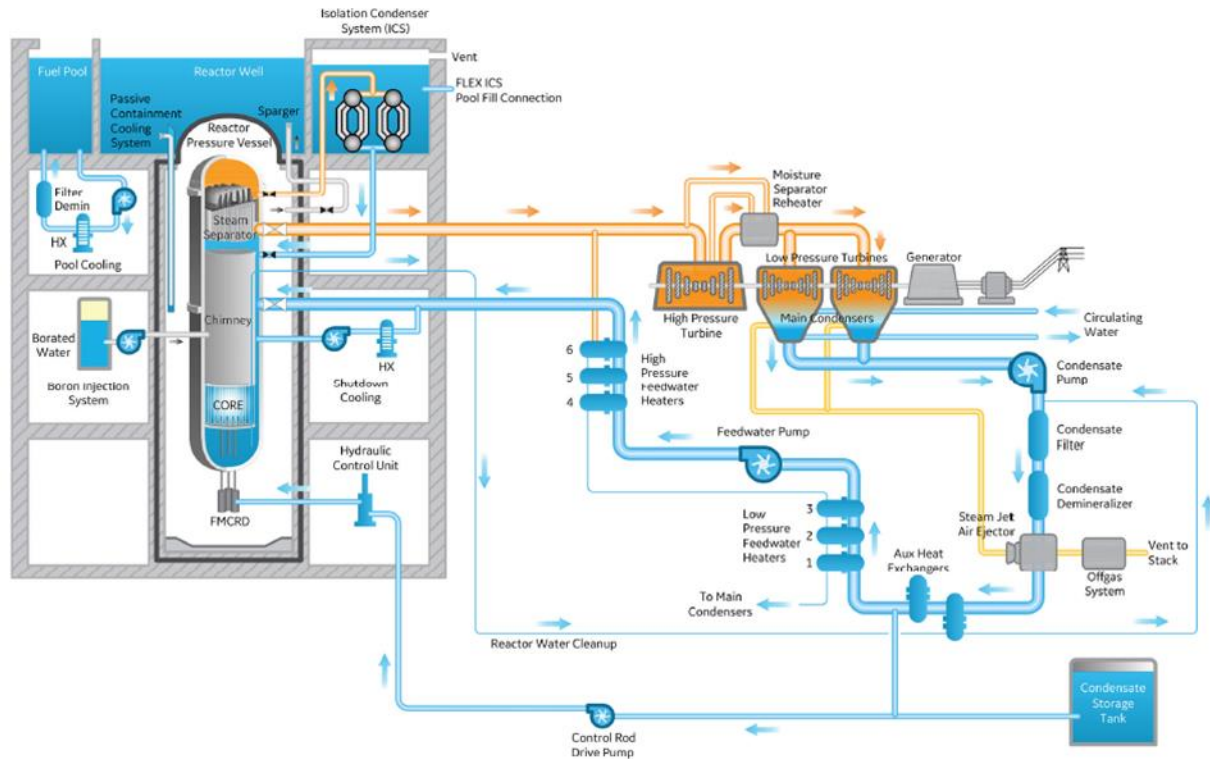 Isolation Condenser
System (ICS)
Vent
Fuel Pool
Reactor Well
FLEX ICS
Pool Fill Connection
Passive
Containment
Cooling
System
Sparger
Reactor
Pressure Vessel
Filter
Demin
HX
Pool Cooling
Steam
Separator
Moisture
Separator
Reheater
Low Pressure Turbines
Generator
High Pressure
Turbine
Main Condensers
Circulating
Water
Chimney
Borated
Water
Boron Injection
System
HX
Shutdown
Cooling
CORE
6
5
4
High
Pressure
Feedwater
Heaters
Condensate
Pump
Feedwater Pump
Condensate
Filter
Hydraulic
Control Unit
FMCRD
Condensate
Demineralizer
3
2
1
Low
Pressure
Feedwater
Heaters
Steam Jet
Air Ejector
Aux Heat
Exchangers
Offgas
System
Vent to
Stack
To Main
Condensers
Reactor Water Cleanup
Condensate
Storage
Tank
Control Rod
Drive Pump